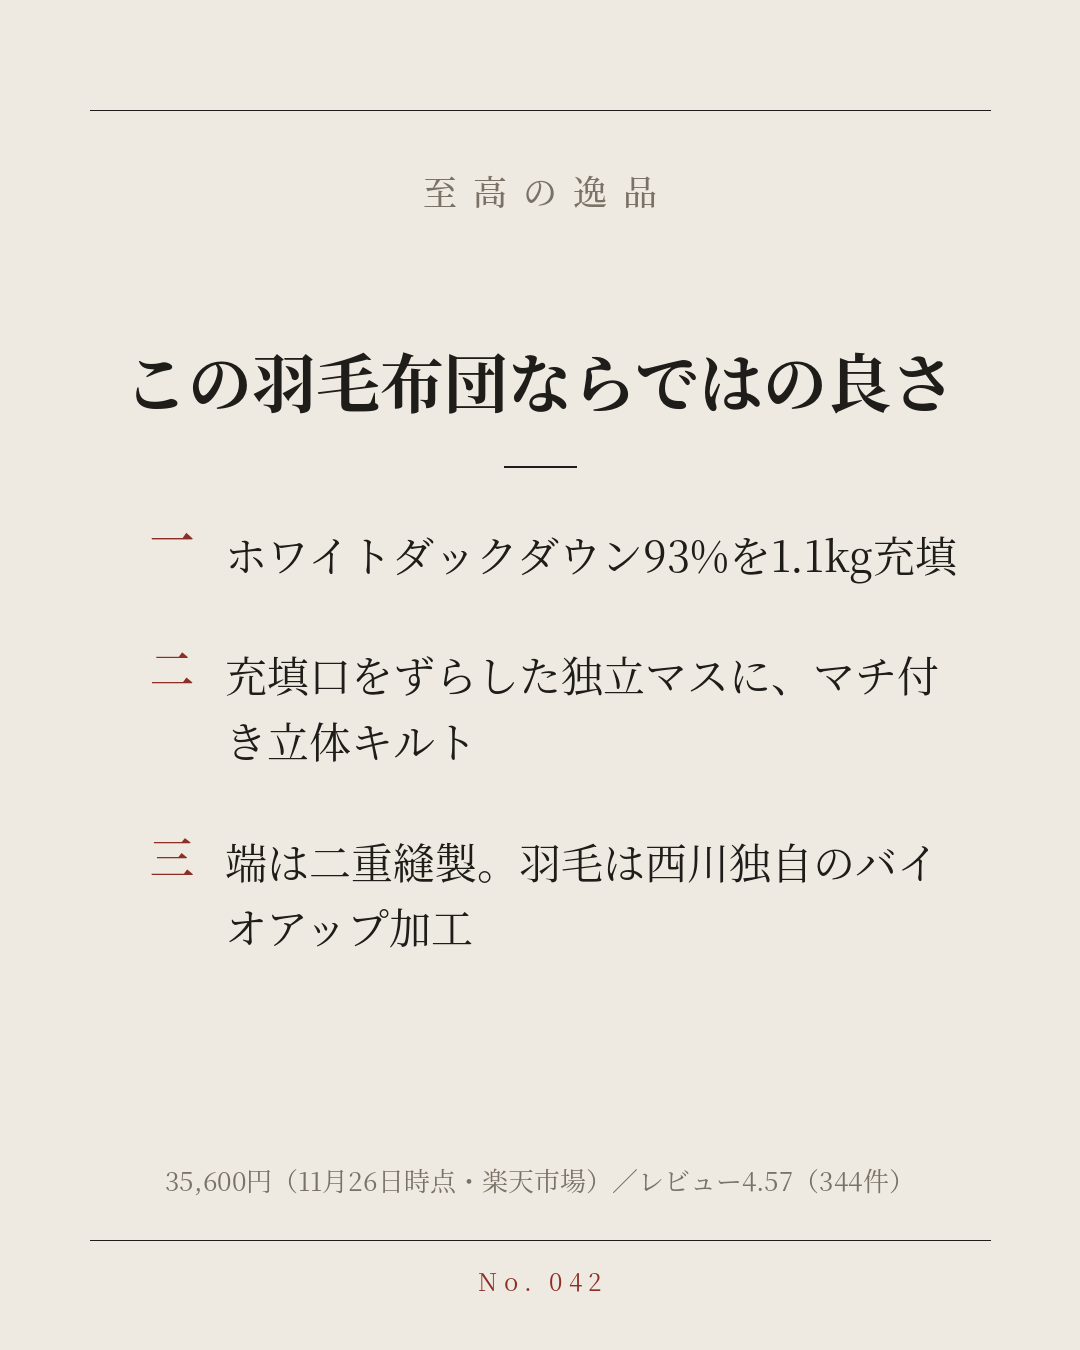 至高の逸品
この羽毛布団ならではの良さ
一 ホワイトダックダウン93%を1.1kg充填
二 充填口をずらした独立マスに、マチ付
き立体キルト
三 端は二重縫製。羽毛は西川独自のバイ
オアップ加工
35,600円（11月26日時点・楽天市場）／レビュー4.57（344件）
No. 042